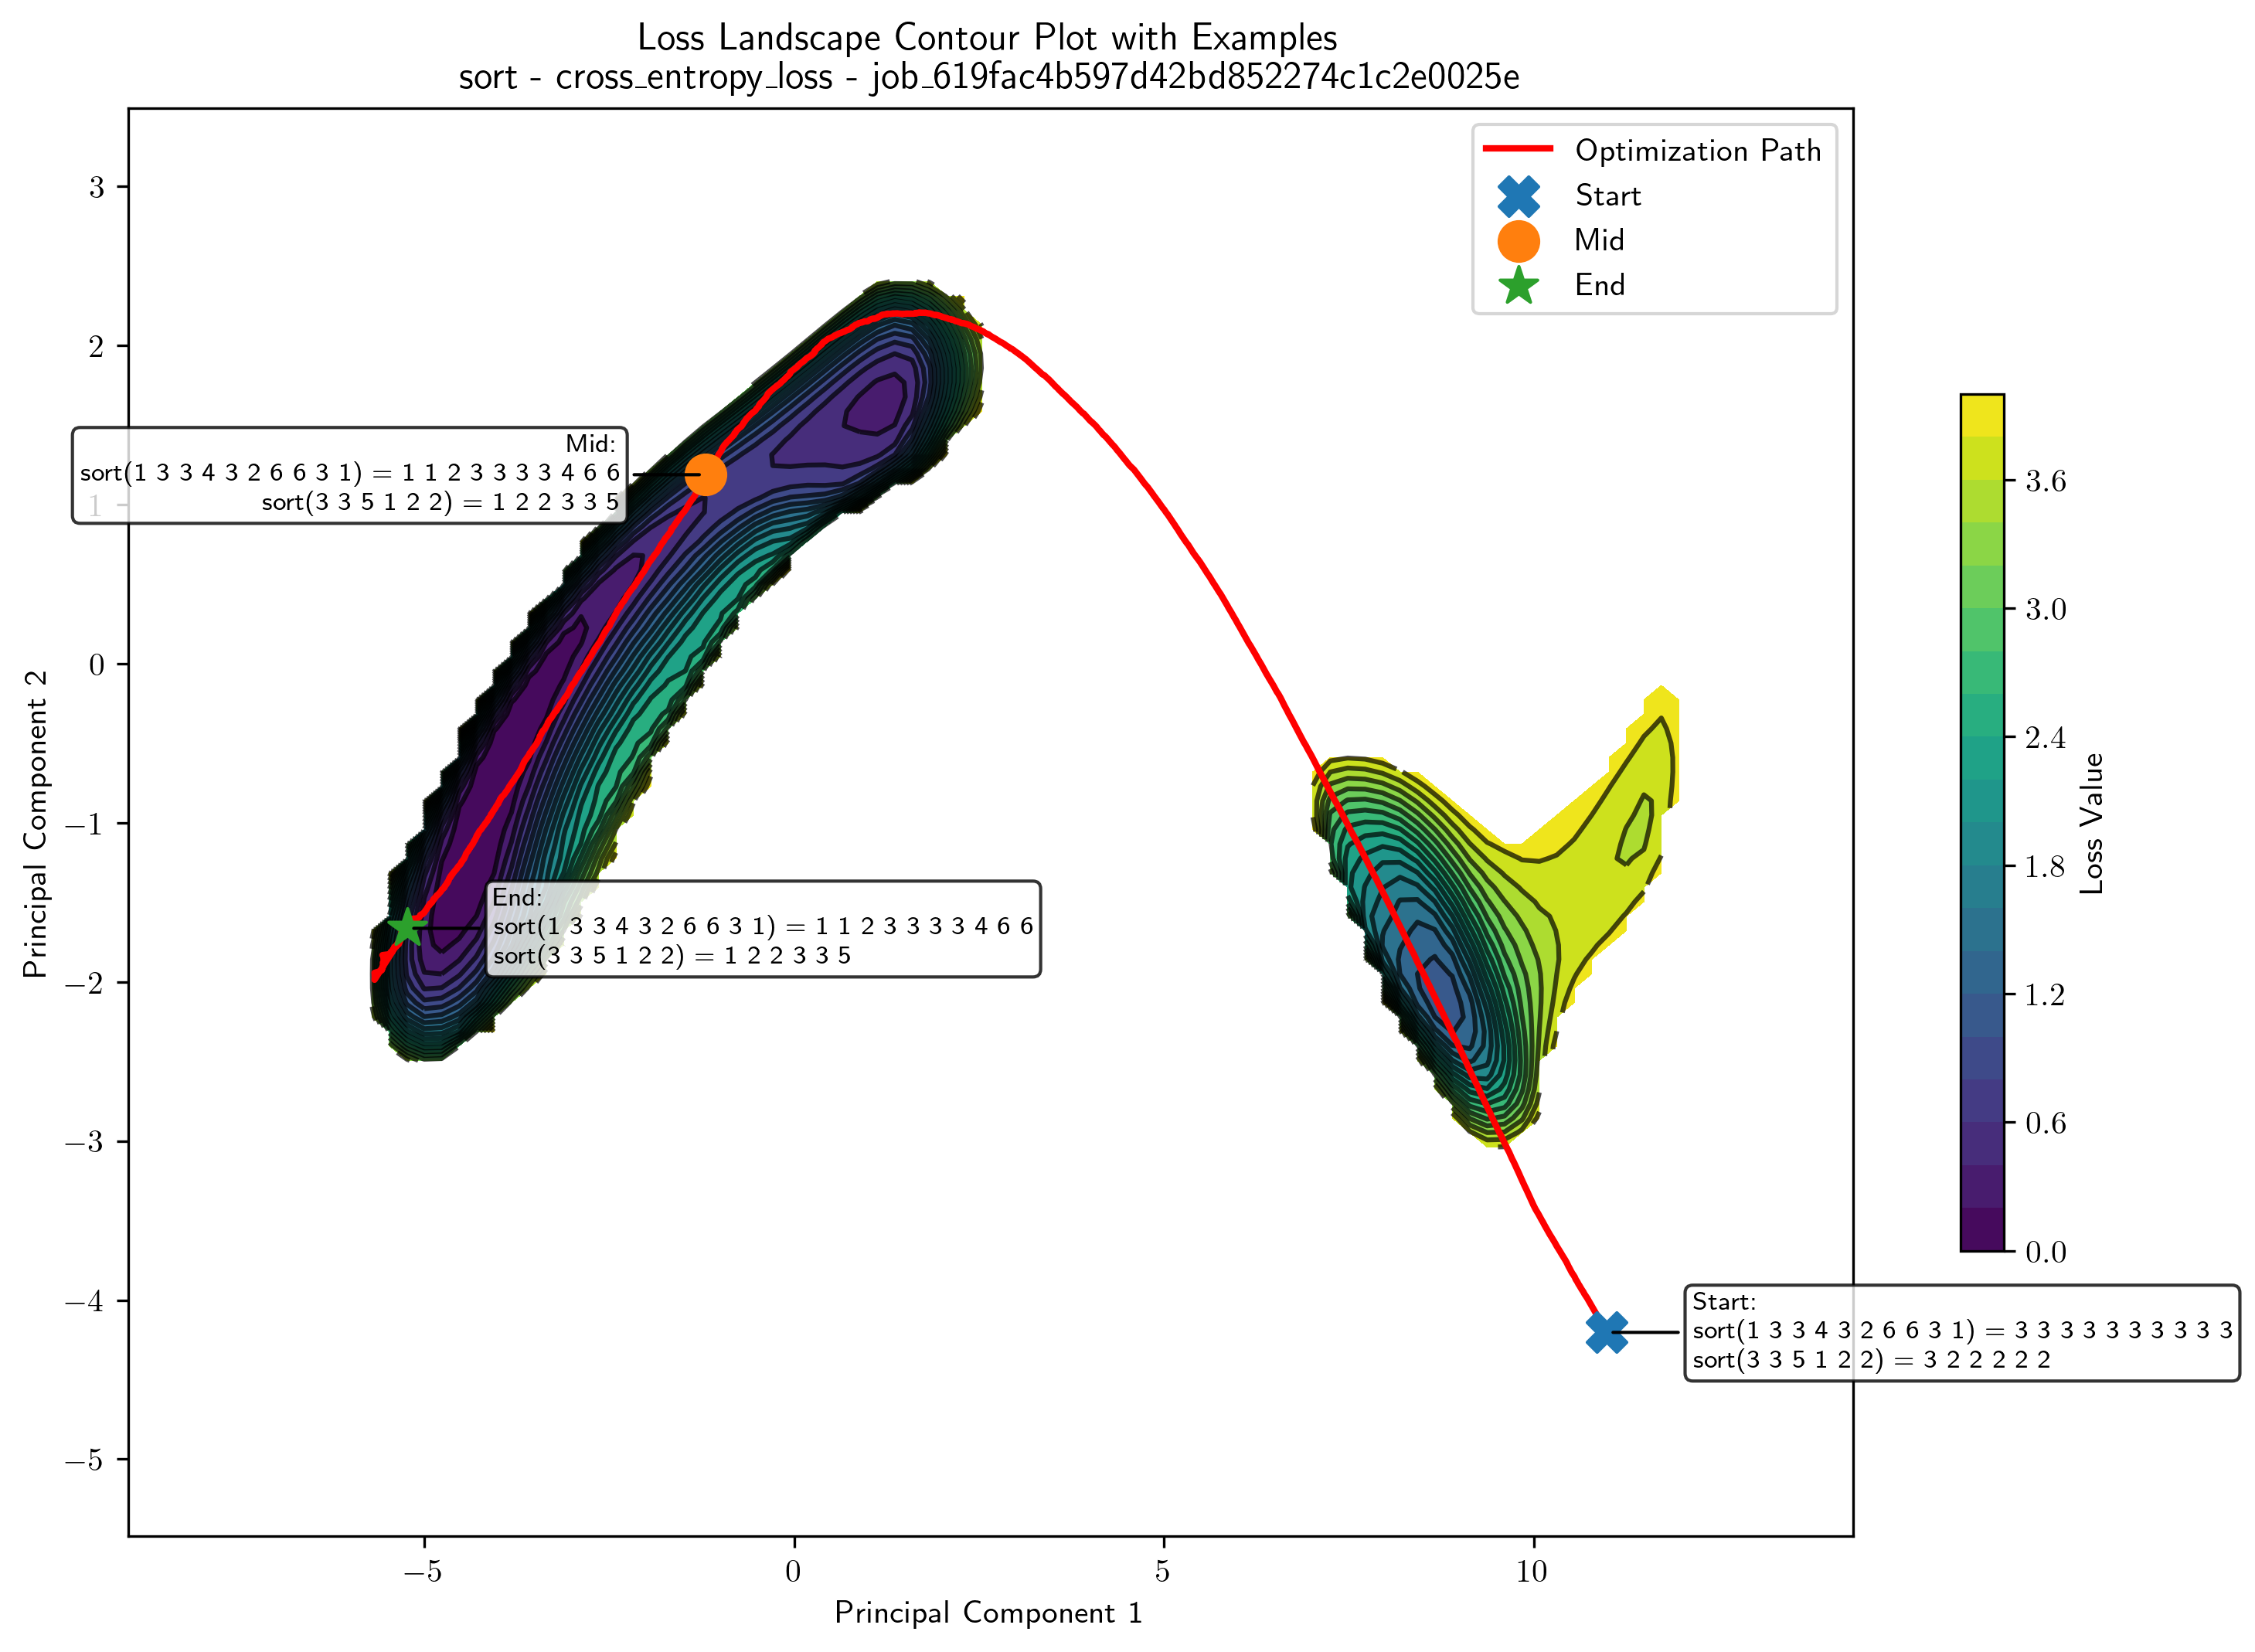 Loss Landscape Contour Plot with Examples
sort - cross_entropy_loss - job_619fac4b597d42bd852274c1c2e0025e
Optimization Path
Start
Mid
End
3
2
1
0
−1
−2
−3
−4
−5
Principal Component 2
Mid:
sort(1 3 3 4 3 2 6 6 3 1) = 1 1 2 3 3 3 3 4 6 6
sort(3 3 5 1 2 2) = 1 2 2 3 3 5
End:
sort(1 3 3 4 3 2 6 6 3 1) = 1 1 2 3 3 3 3 4 6 6
sort(3 3 5 1 2 2) = 1 2 2 3 3 5
Start:
sort(1 3 3 4 3 2 6 6 3 1) = 3 3 3 3 3 3 3 3 3 3
sort(3 3 5 1 2 2) = 3 2 2 2 2 2
−5
0
5
10
Principal Component 1
3.6
3.0
2.4
1.8
1.2
0.6
0.0
Loss Value